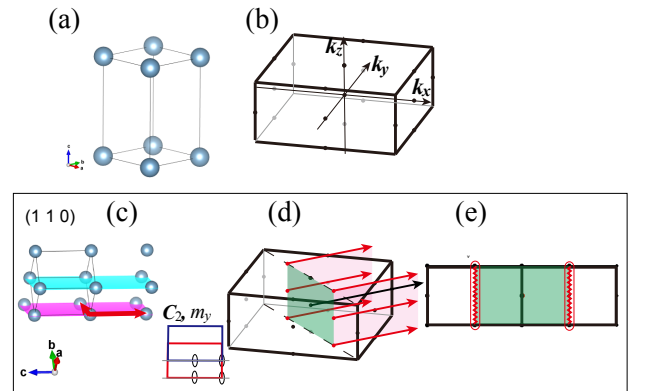 (a)
(b)
k_z
k_y
k_x
c
b
a
(1 1 0)
(c)
(d)
(e)
C_2, m_y
b
a
c